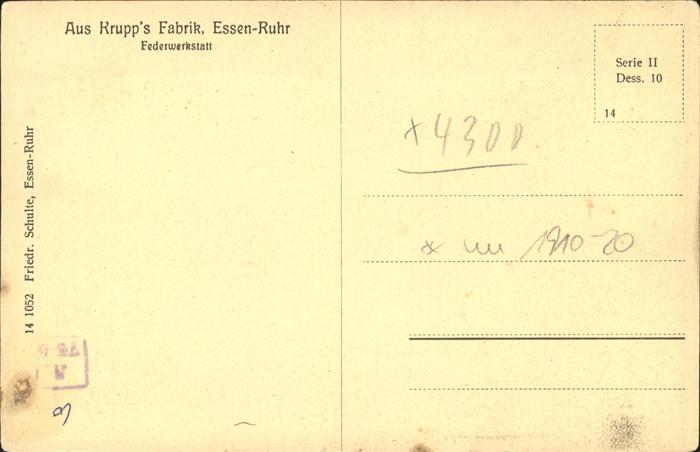 Aus Krupp's Fabrik, Essen-Ruhr
Federwerkstatt
Serie II
Dess. 10
14
14 1052 Friedr. Schulte, Essen-Ruhr
+4300
1910-20